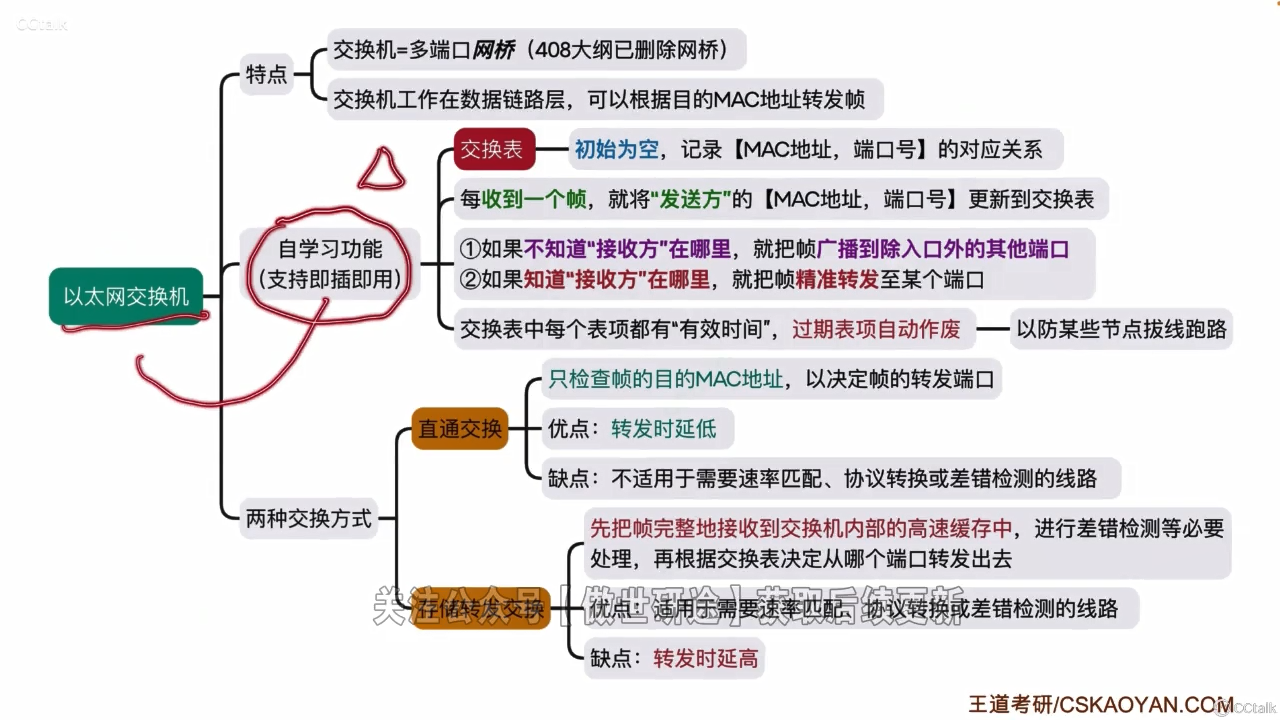 CCtalk
特点
交换机=多端口网桥（408大纲已删除网桥）
交换机工作在数据链路层，可以根据目的MAC地址转发帧
以太网交换机
自学习功能
（支持即插即用）
交换表
初始为空，记录【MAC地址，端口号】的对应关系
每收到一个帧，就将“发送方”的【MAC地址，端口号】更新到交换表
①如果不知道“接收方”在哪里，就把帧广播到除入口外的其他端口
②如果知道“接收方”在哪里，就把帧精准转发至某个端口
交换表中每个表项都有“有效时间”，过期表项自动作废
以防某些节点拔线跑路
两种交换方式
直通交换
只检查帧的目的MAC地址，以决定帧的转发端口
优点：转发时延低
缺点：不适用于需要速率匹配、协议转换或差错检测的线路
存储转发交换
先把帧完整地接收到交换机内部的高速缓存中，进行差错检测等必要
处理，再根据交换表决定从哪个端口转发出去
优点：适用于需要速率匹配、协议转换或差错检测的线路
缺点：转发时延高
关注公众号【傲世研途】获取后续更新
王道考研/CSKAOYAN.COM
CCtalk